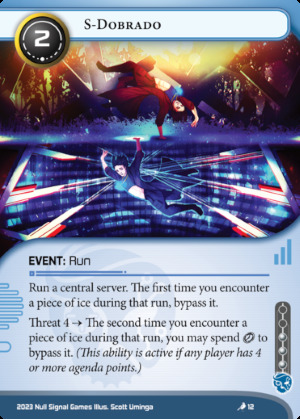 2
S-Dobrado
EVENT: Run
Run a central server. The first time you encounter
a piece of ice during that run, bypass it.
Threat 4 → The second time you encounter a
piece of ice during that run, you may spend to
bypass it. (This ability is active if any player has 4
or more agenda points.)
2023 Null Signal Games Illus. Scott Uminga
12